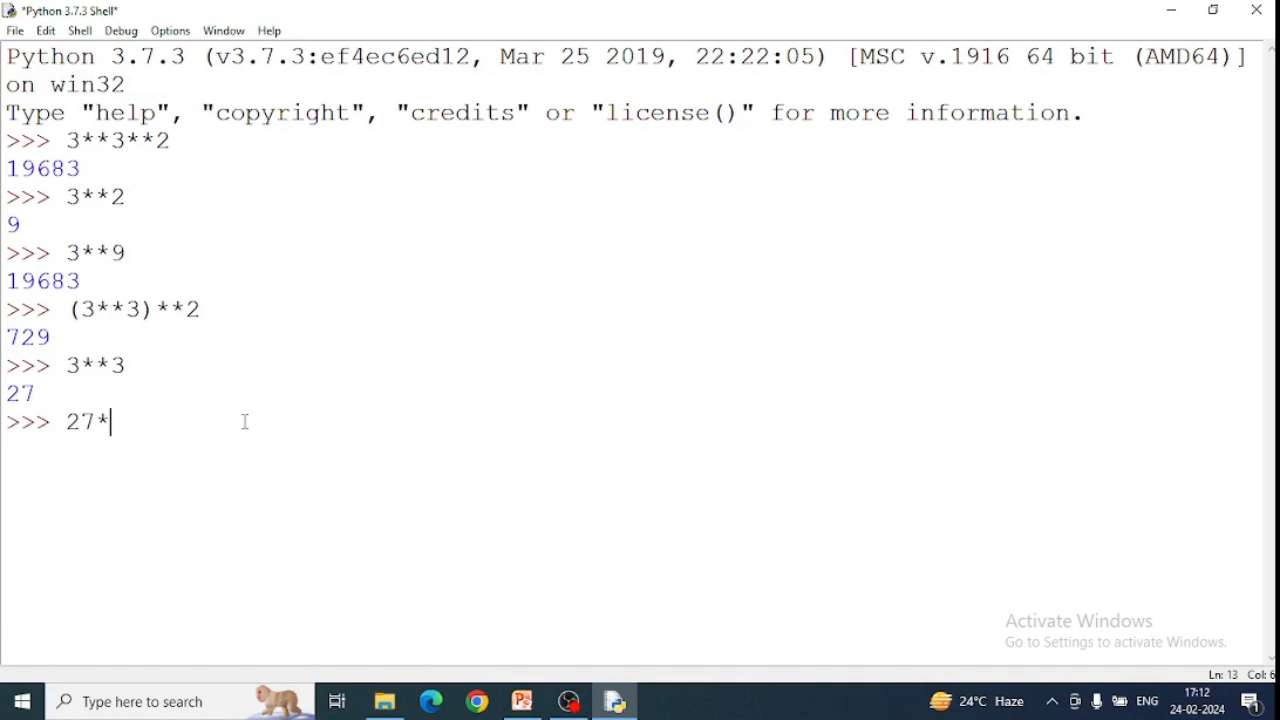 *Python 3.7.3 Shell*
File Edit Shell Debug Options Window Help
Python 3.7.3 (v3.7.3:ef4ec6ed12, Mar 25 2019, 22:22:05) [MSC v.1916 64 bit (AMD64)]
on win32
Type "help", "copyright", "credits" or "license()" for more information.
>>> 3**3**2
19683
>>> 3**2
9
>>> 3**9
19683
>>> (3**3)**2
729
>>> 3**3
27
>>> 27*
Activate Windows
Go to Settings to activate Windows.
Ln: 13 Col: 6
Type here to search
24°C Haze
ENG
17:12
24-02-2024
1